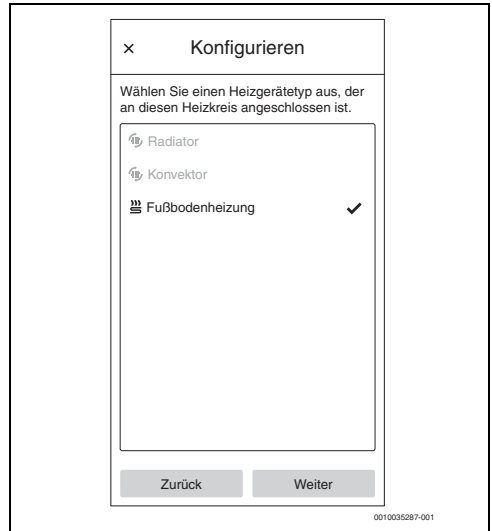 × Konfigurieren
Wählen Sie einen Heizgerätetyp aus, der
an diesen Heizkreis angeschlossen ist.
Radiator
Konvektor
Fußbodenheizung
Zurück Weiter
0010035287-001